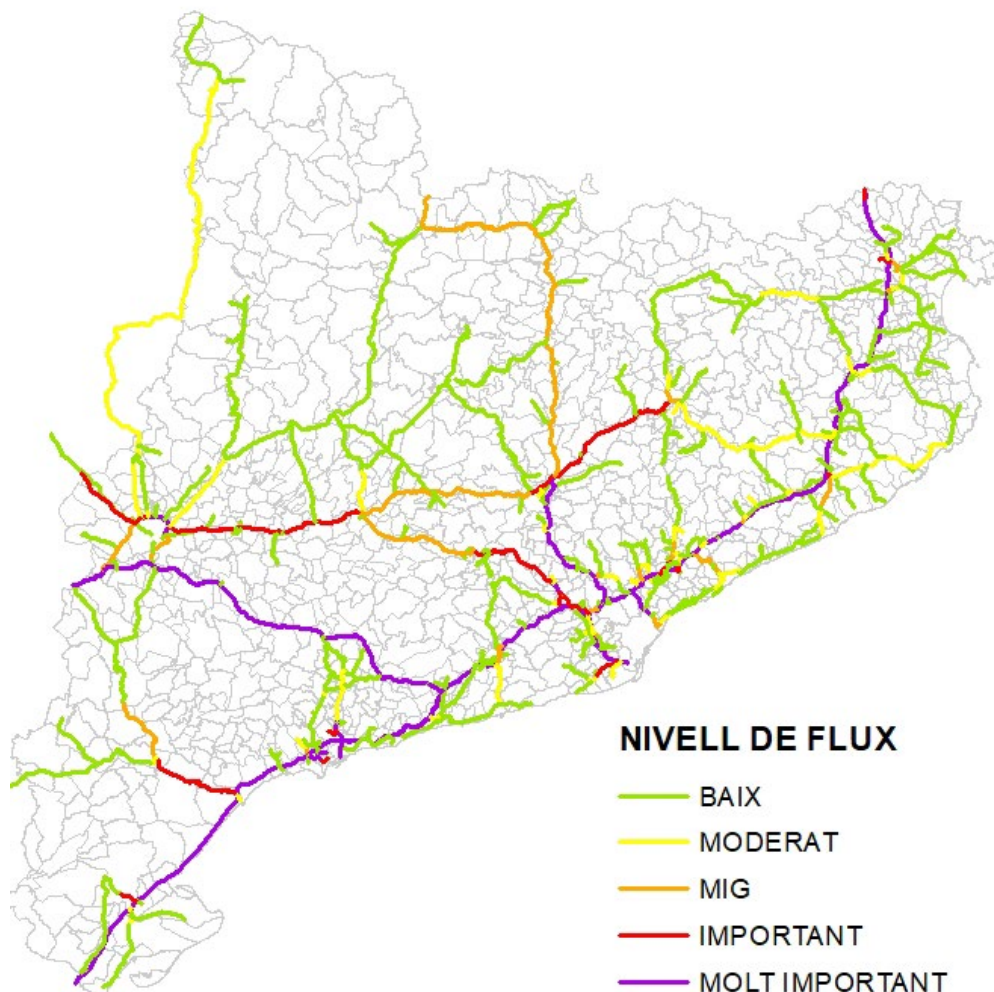 NIVELL DE FLUX
BAIX
MODERAT
MIG
IMPORTANT
MOLT IMPORTANT